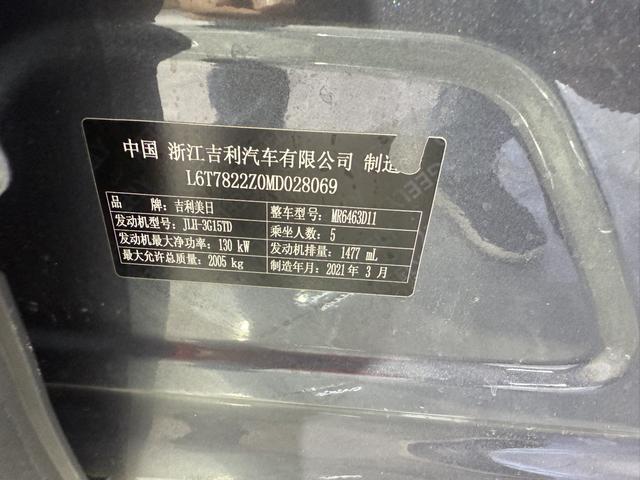 中国 浙江吉利汽车有限公司 制造
L6T7822Z0MD028069
品 牌：吉利美日 整车型号：MR6463D11
发动机型号：JLH-3G15TD 乘坐人数：5
发动机最大净功率：130 kW 发动机排量：1477 mL
最大允许总质量：2005 kg 制造年月：2021 年 3 月